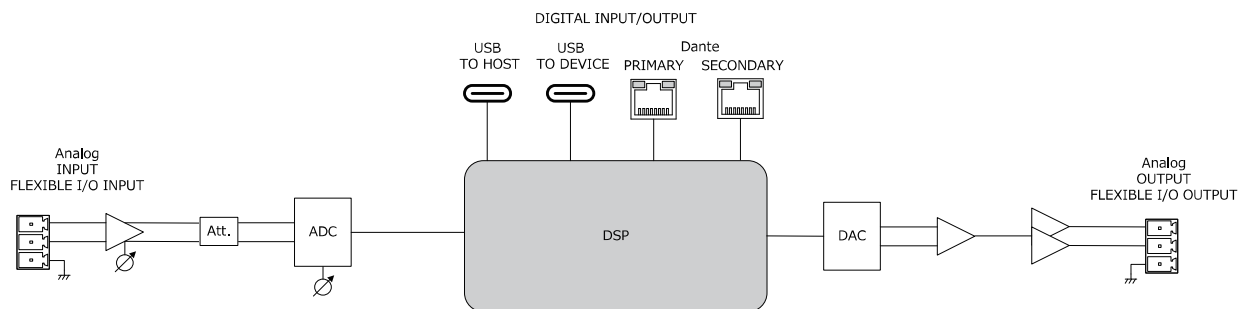 DIGITAL INPUT/OUTPUT
USB
TO HOST
USB
TO DEVICE
Dante
PRIMARY
SECONDARY
Analog
INPUT
FLEXIBLE I/O INPUT
Att.
ADC
DSP
DAC
Analog
OUTPUT
FLEXIBLE I/O OUTPUT